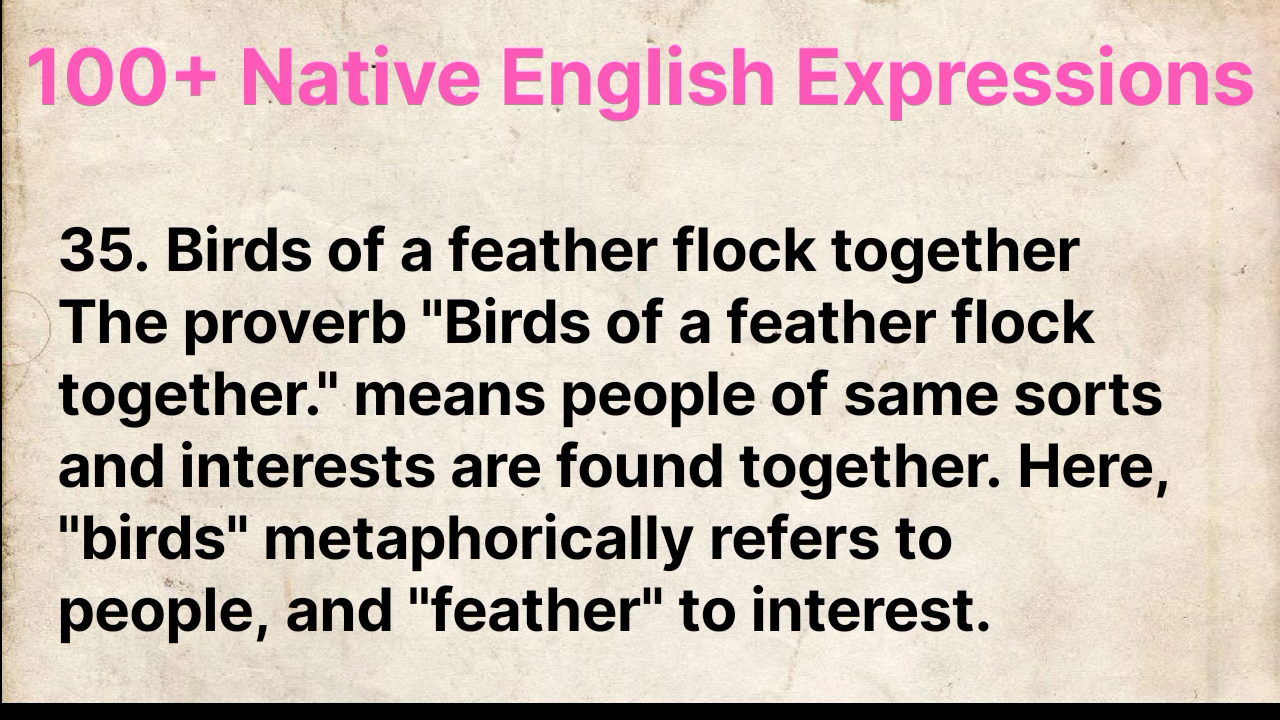 100+ Native English Expressions
35. Birds of a feather flock together
The proverb "Birds of a feather flock
together." means people of same sorts
and interests are found together. Here,
"birds" metaphorically refers to
people, and "feather" to interest.